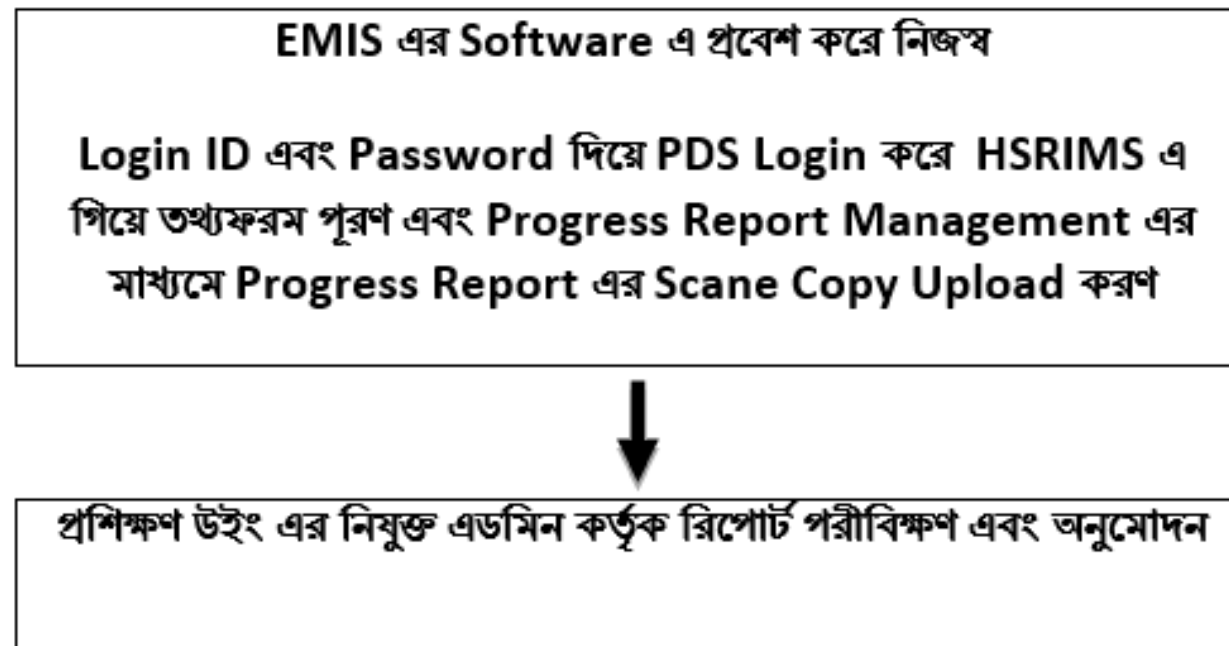 EMIS এর Software এ প্রবেশ করে নিজস্ব
Login ID এবং Password দিয়ে PDS Login করে HSRIMS এ
গিয়ে তথ্যফরম পূরণ এবং Progress Report Management এর
মাধ্যমে Progress Report এর Scane Copy Upload করণ
প্রশিক্ষণ উইং এর নিযুক্ত এডমিন কর্তৃক রিপোর্ট পরীবিক্ষণ এবং অনুমোদন